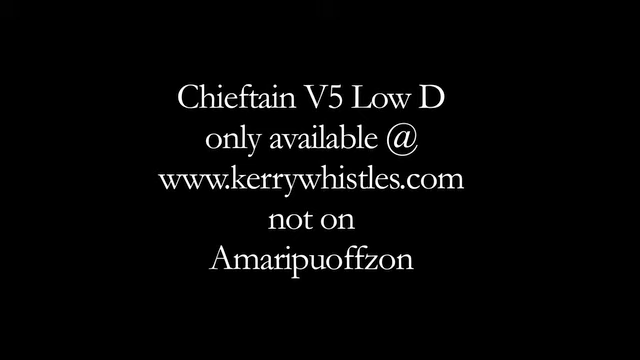 Chieftain V5 Low D
only available @
www.kerrywhistles.com
not on
Amaripuoffzon